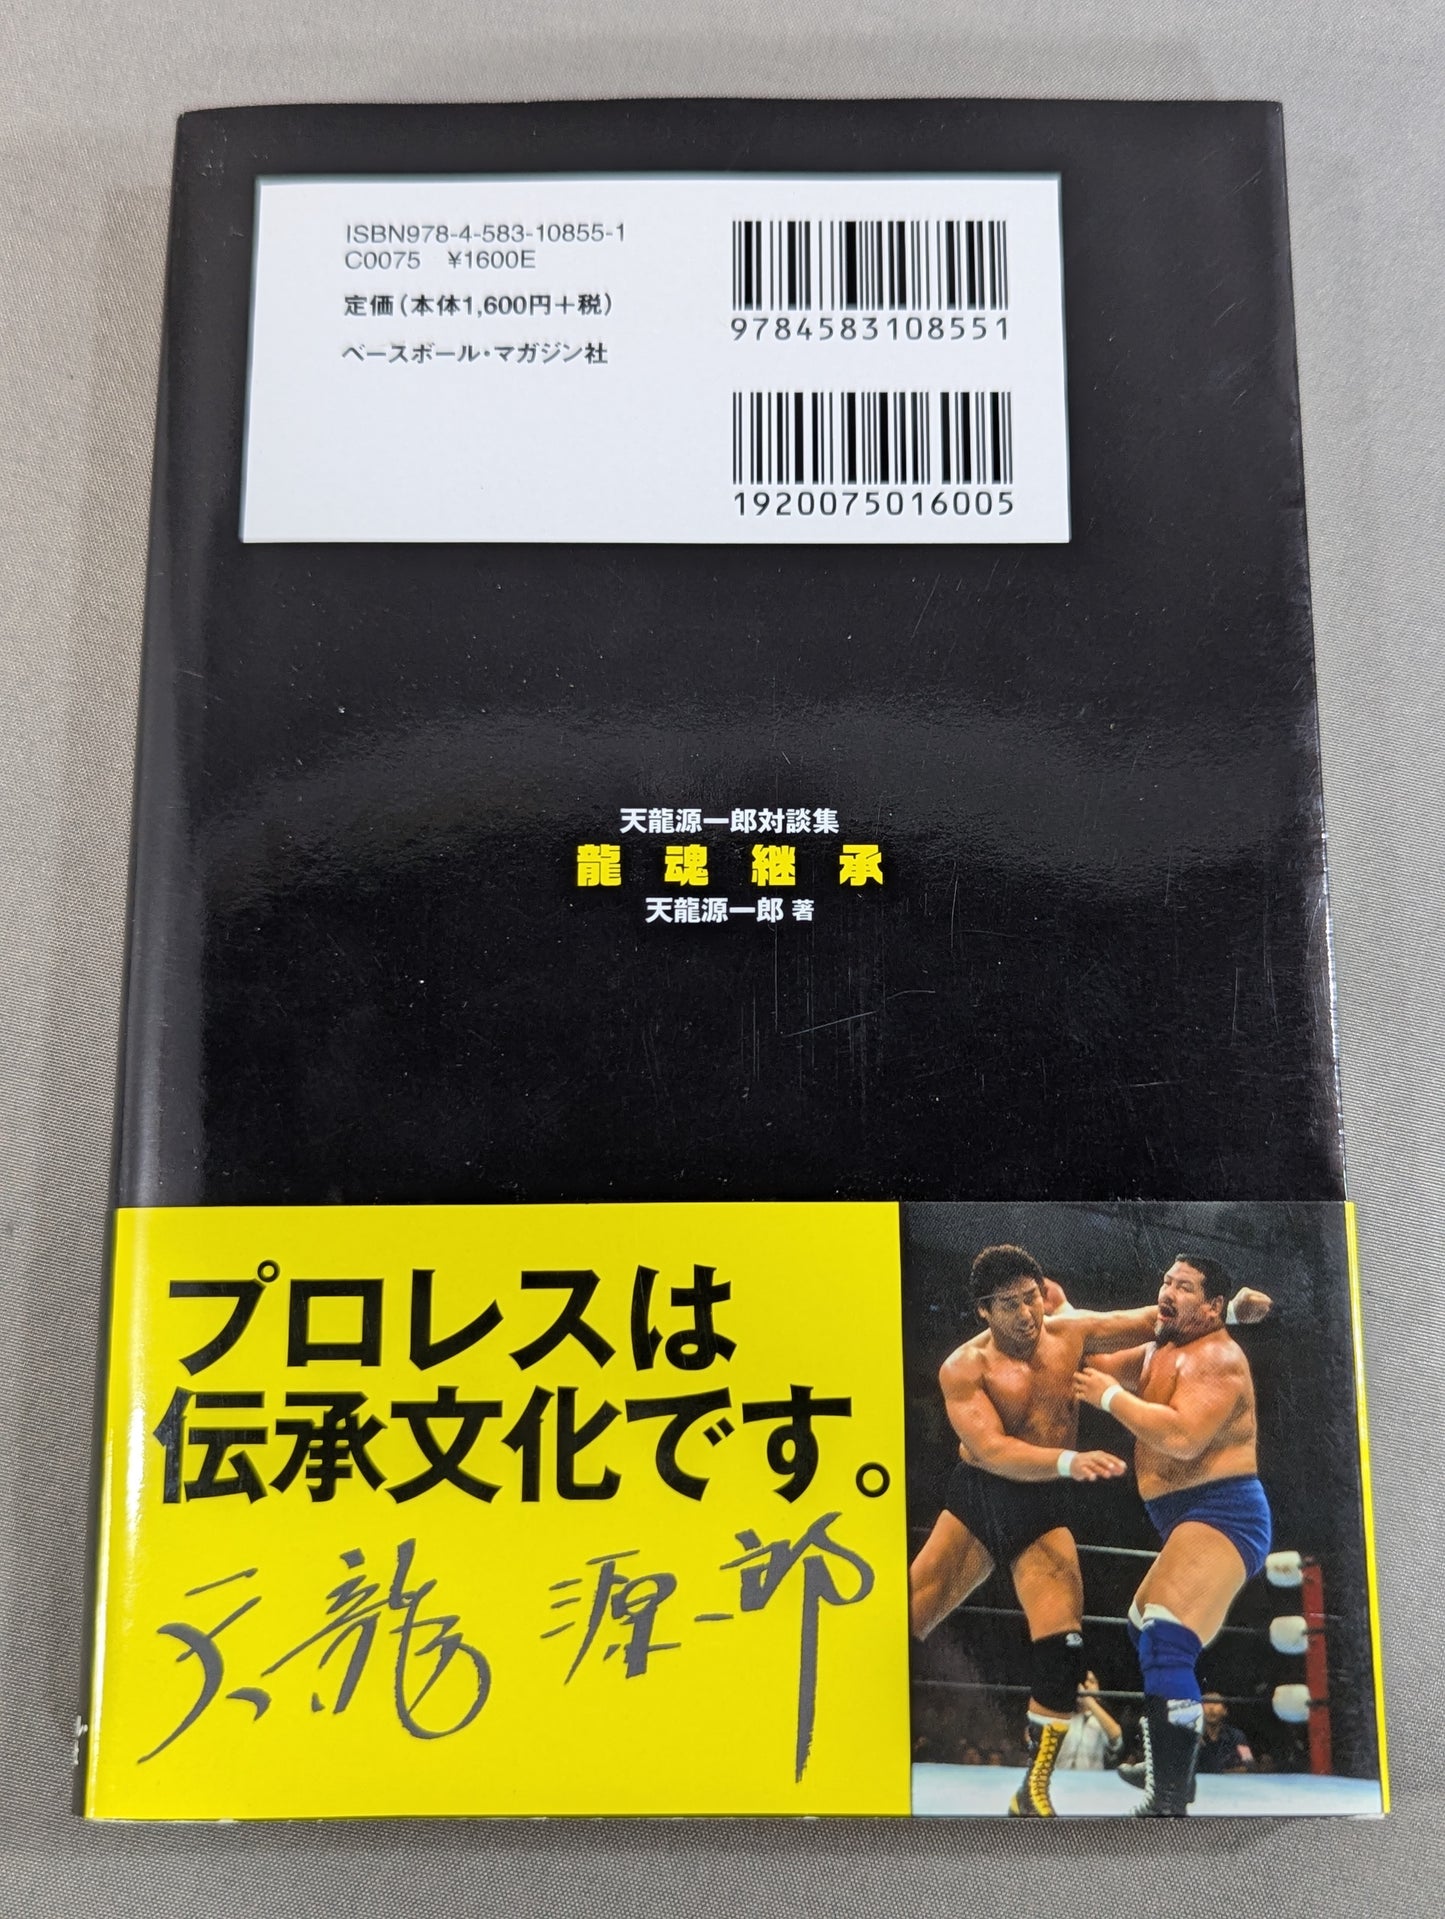 ISBN978-4-583-10855-1
C0075 ¥1600E
定価(本体1,600円+税)
ベースボール・マガジン社
9784583108551
1920075016005
天龍源一郎対談集
龍魂継承
天龍源一郎 著
プロレスは
伝承文化です。
天龍 源一郎